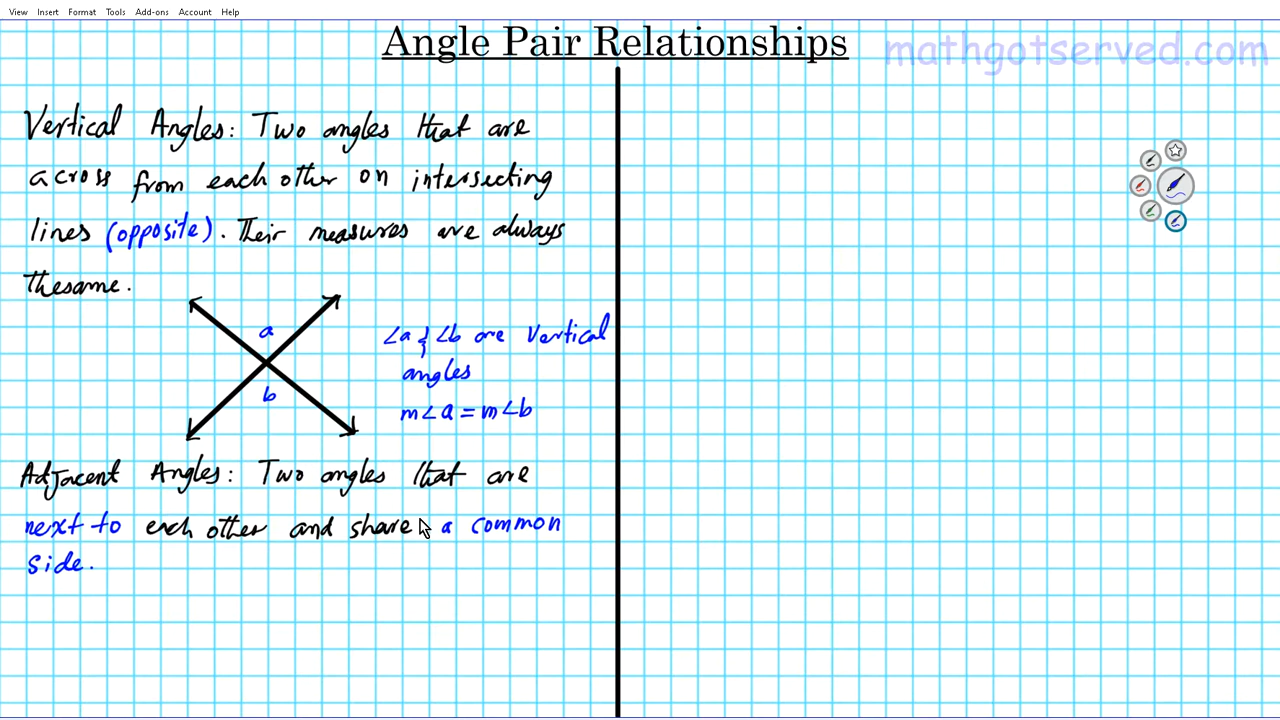 View Insert Format Tools Add-ons Account Help
Angle Pair Relationships
mathgotserved.com
Vertical Angles: Two angles that are
across from each other on intersecting
lines (opposite). Their measures are always
thesame.
a
b
∠a & ∠b are Vertical
angles
m∠a = m∠b
Adjacent Angles: Two angles that are
next to each other and share a common
side.